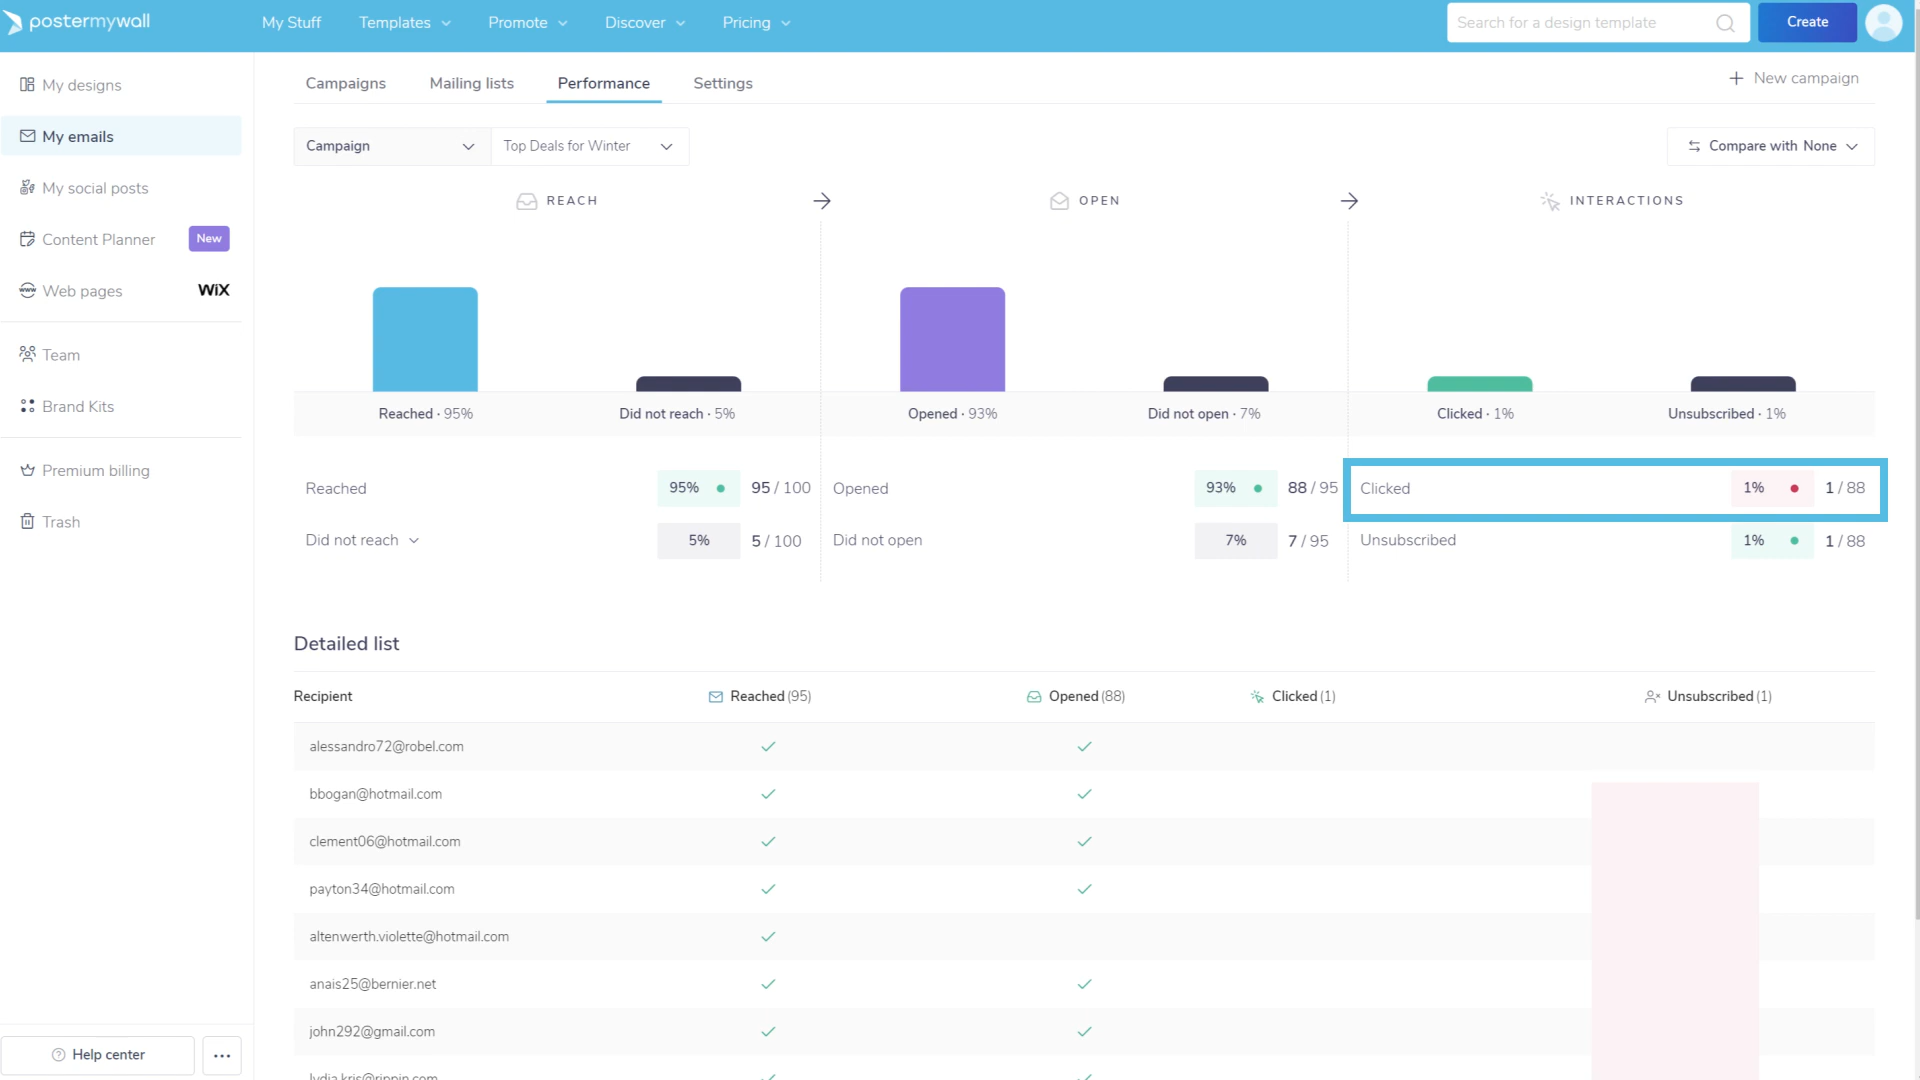 postermywall
My Stuff
Templates
Promote
Discover
Pricing
Search for a design template
Create
My designs
My emails
My social posts
Content Planner New
Web pages WiX
Team
Brand Kits
Premium billing
Trash
Help center
Campaigns
Mailing lists
Performance
Settings
+ New campaign
Campaign
Top Deals for Winter
Compare with None
REACH
OPEN
INTERACTIONS
Reached · 95%
Did not reach · 5%
Opened · 93%
Did not open · 7%
Clicked · 1%
Unsubscribed · 1%
Reached 95% 95 / 100
Opened 93% 88 / 95
Clicked 1% 1 / 88
Did not reach 5% 5 / 100
Did not open 7% 7 / 95
Unsubscribed 1% 1 / 88
Detailed list
Recipient
Reached (95)
Opened (88)
Clicked (1)
Unsubscribed (1)
alessandro72@robel.com
bbogan@hotmail.com
clement06@hotmail.com
payton34@hotmail.com
altenwerth.violette@hotmail.com
anais25@bernier.net
john292@gmail.com
lydia.kris@rippin.com